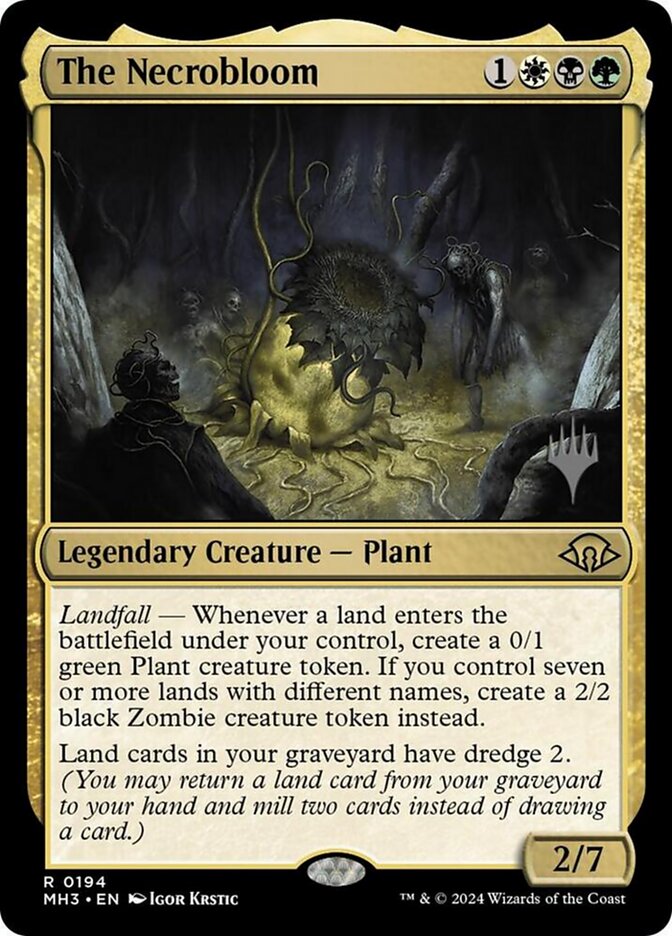 The Necrobloom 1
Legendary Creature — Plant
Landfall — Whenever a land enters the
battlefield under your control, create a 0/1
green Plant creature token. If you control seven
or more lands with different names, create a 2/2
black Zombie creature token instead.
Land cards in your graveyard have dredge 2.
(You may return a land card from your graveyard
to your hand and mill two cards instead of drawing
a card.)
2/7
R 0194
MH3 • EN Igor Krstic
™ & © 2024 Wizards of the Coast